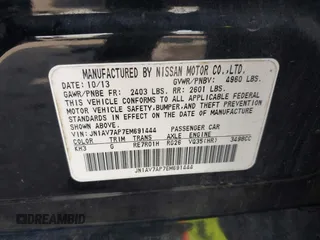 MANUFACTURED BY NISSAN MOTOR CO.,LTD.
DATE: 10/13 GVWR/PNBV: 4960 LBS.
GAWR/PNBE FR: 2403 LBS. RR: 2601 LBS.
THIS VEHICLE CONFORMS TO ALL APPLICABLE FEDERAL
MOTOR VEHICLE SAFETY,BUMPER,AND THEFT PREVENTION
STANDARDS IN EFFECT ON THE DATE OF MANUFACTURE
SHOWN ABOVE.
VIN:JN1AV7AP7EM691444 PASSENGER CAR
COLOR TRIM TRANS AXLE ENGINE
KH3 G RE7R01H RG26 VQ35(HR) 3498CC
JN1AV7AP7EM691444
DREAMBID